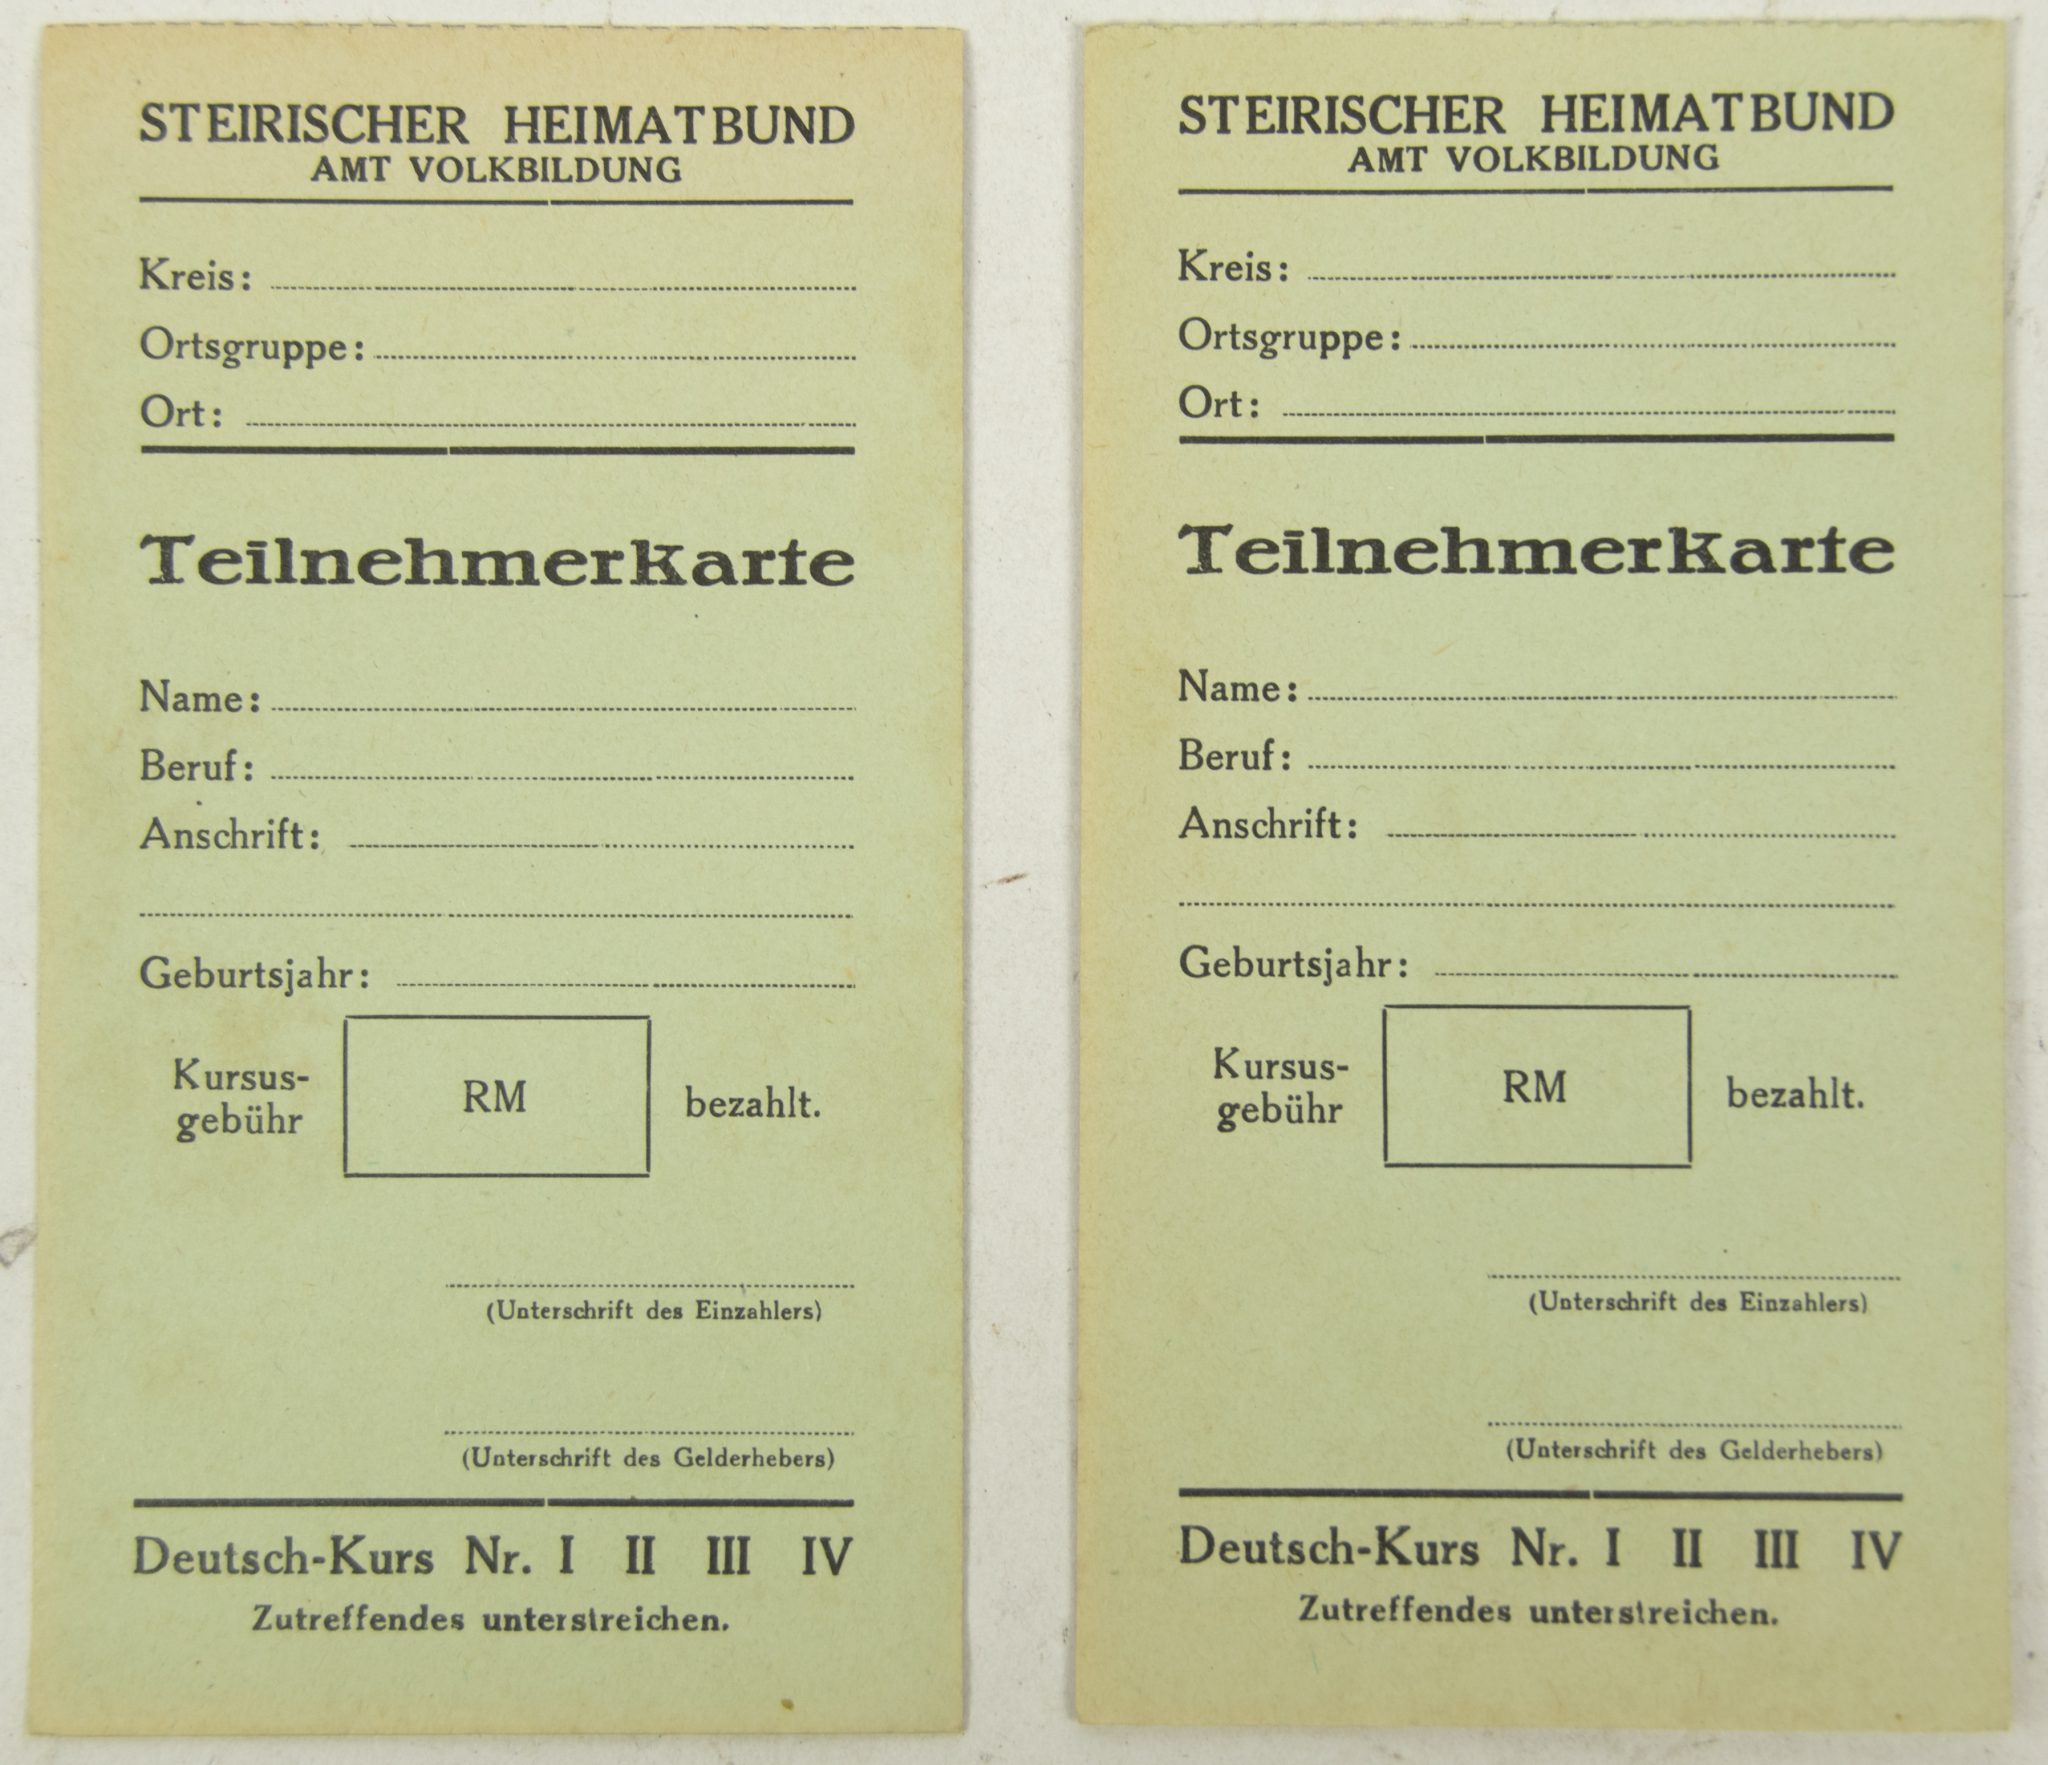 STEIRISCHER HEIMATBUND
AMT VOLKBILDUNG
Kreis:
Ortsgruppe:
Ort:
Teilnehmerkarte
Name:
Beruf:
Anschrift:
Geburtsjahr:
Kursus-
gebühr
RM
bezahlt.
(Unterschrift des Einzahlers)
(Unterschrift des Gelderhebers)
Deutsch-Kurs Nr. I II III IV
Zutreffendes unterstreichen.
STEIRISCHER HEIMATBUND
AMT VOLKBILDUNG
Kreis:
Ortsgruppe:
Ort:
Teilnehmerkarte
Name:
Beruf:
Anschrift:
Geburtsjahr:
Kursus-
gebühr
RM
bezahlt.
(Unterschrift des Einzahlers)
(Unterschrift des Gelderhebers)
Deutsch-Kurs Nr. I II III IV
Zutreffendes unterstreichen.